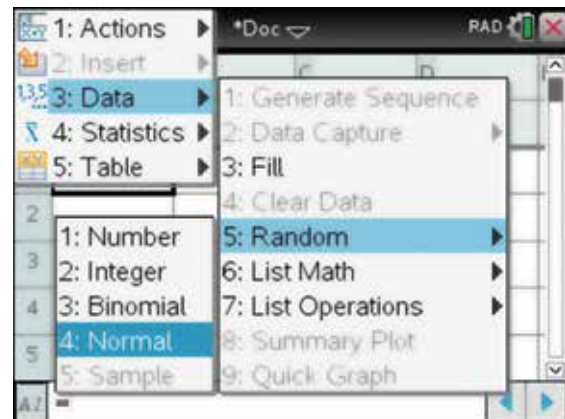 1: Actions
2: Insert
3: Data
4: Statistics
5: Table
*Doc
RAD
C
D
1: Generate Sequence
2: Data Capture
3: Fill
4: Clear Data
5: Random
6: List Math
7: List Operations
8: Summary Plot
9: Quick Graph
1: Number
2: Integer
3: Binomial
4: Normal
5: Sample
2
3
4
5
A1
=